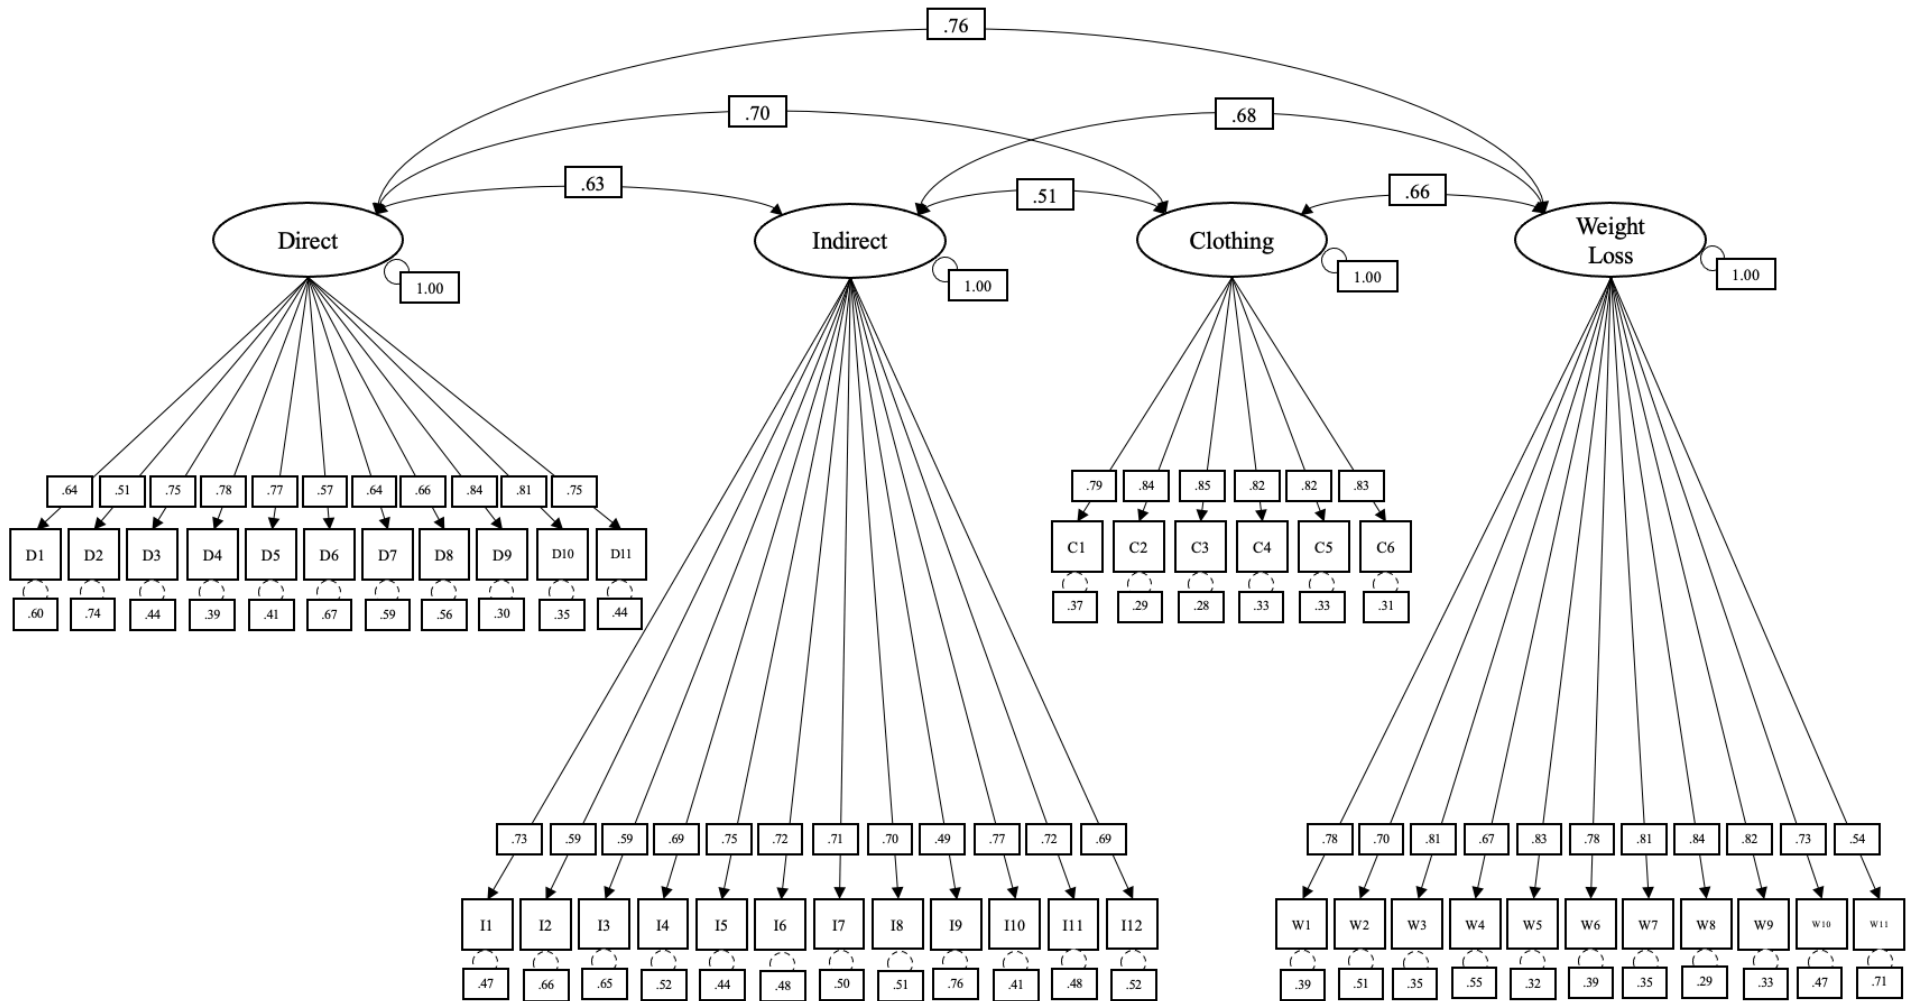 .76
.70
.68
.63
.51
.66
Direct
Indirect
Clothing
Weight
Loss
1.00
1.00
1.00
1.00
.64 .51 .75 .78 .77 .57 .64 .66 .84 .81 .75
.79 .84 .85 .82 .82 .83
D1 D2 D3 D4 D5 D6 D7 D8 D9 D10 D11
C1 C2 C3 C4 C5 C6
.60 .74 .44 .39 .41 .67 .59 .56 .30 .35 .44
.37 .29 .28 .33 .33 .31
.73 .59 .59 .69 .75 .72 .71 .70 .49 .77 .72 .69
.78 .70 .81 .67 .83 .78 .81 .84 .82 .73 .54
I1 I2 I3 I4 I5 I6 I7 I8 I9 I10 I11 I12
W1 W2 W3 W4 W5 W6 W7 W8 W9 W10 W11
.47 .66 .65 .52 .44 .48 .50 .51 .76 .41 .48 .52
.39 .51 .35 .55 .32 .39 .35 .29 .33 .47 .71